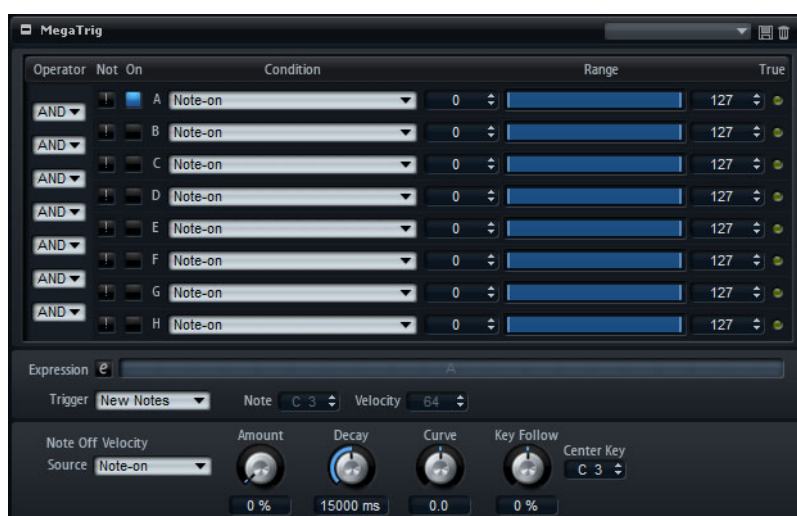 MegaTrig
Operator Not On Condition Range True
! A Note-on 0 127
AND
! B Note-on 0 127
AND
! C Note-on 0 127
AND
! D Note-on 0 127
AND
! E Note-on 0 127
AND
! F Note-on 0 127
AND
! G Note-on 0 127
AND
! H Note-on 0 127
Expression e A
Trigger New Notes Note C 3 Velocity 64
Note Off Velocity Amount Decay Curve Key Follow
Center Key
Source Note-on C 3
0 % 15000 ms 0.0 0 %